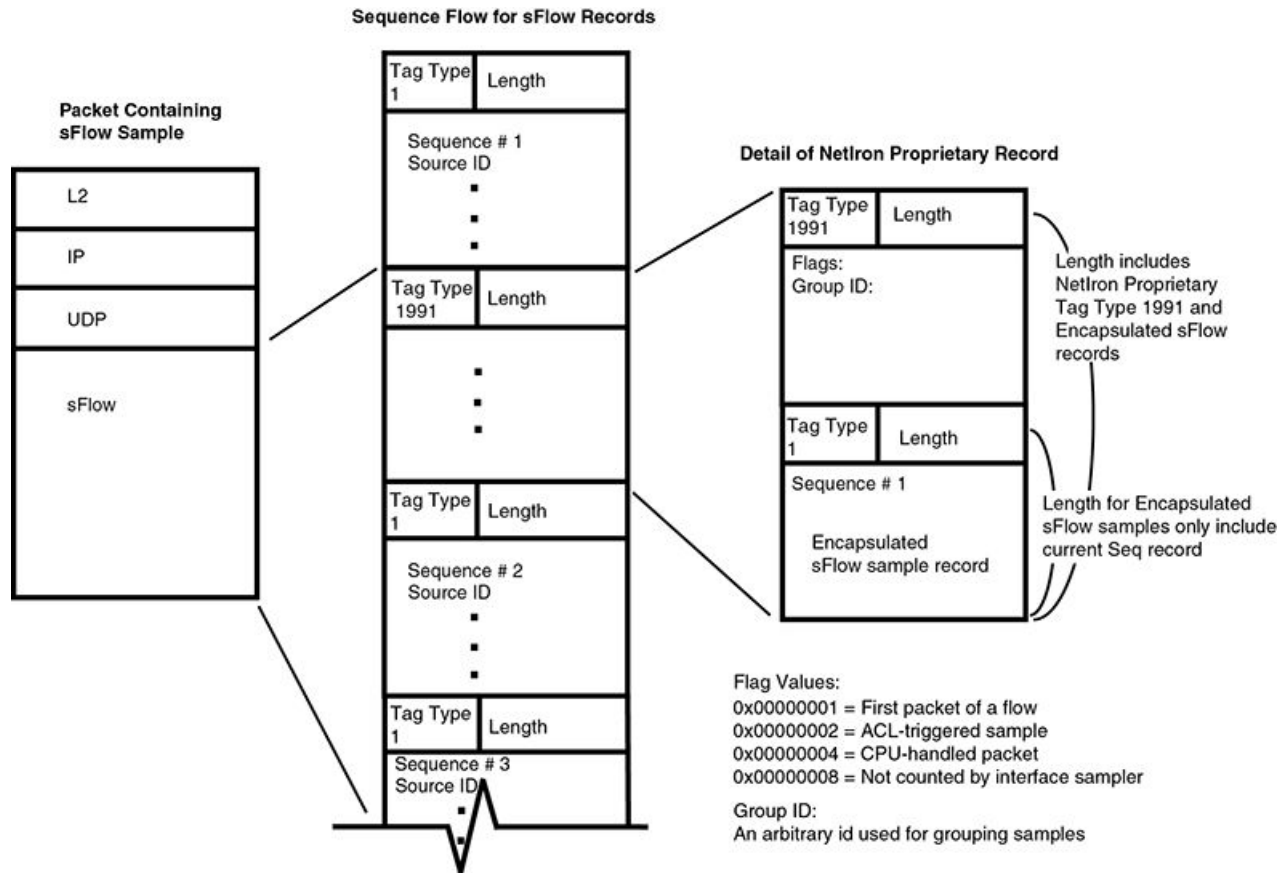 Sequence Flow for sFlow Records
Packet Containing
sFlow Sample
L2
IP
UDP
sFlow
Tag Type
1
Length
Sequence # 1
Source ID
Tag Type
1991
Length
Tag Type
1
Length
Sequence # 2
Source ID
Tag Type
1
Length
Sequence # 3
Source ID
Detail of NetIron Proprietary Record
Tag Type
1991
Length
Flags:
Group ID:
Tag Type
1
Length
Sequence # 1
Encapsulated
sFlow sample record
Length includes
NetIron Proprietary
Tag Type 1991 and
Encapsulated sFlow
records
Length for Encapsulated
sFlow samples only include
current Seq record
Flag Values:
0x00000001 = First packet of a flow
0x00000002 = ACL-triggered sample
0x00000004 = CPU-handled packet
0x00000008 = Not counted by interface sampler
Group ID:
An arbitrary id used for grouping samples